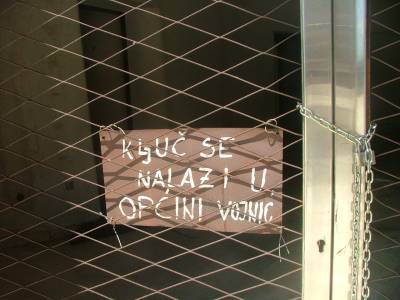 KLJUČ SE
NALAZI U
OPĆINI VOJNIĆ